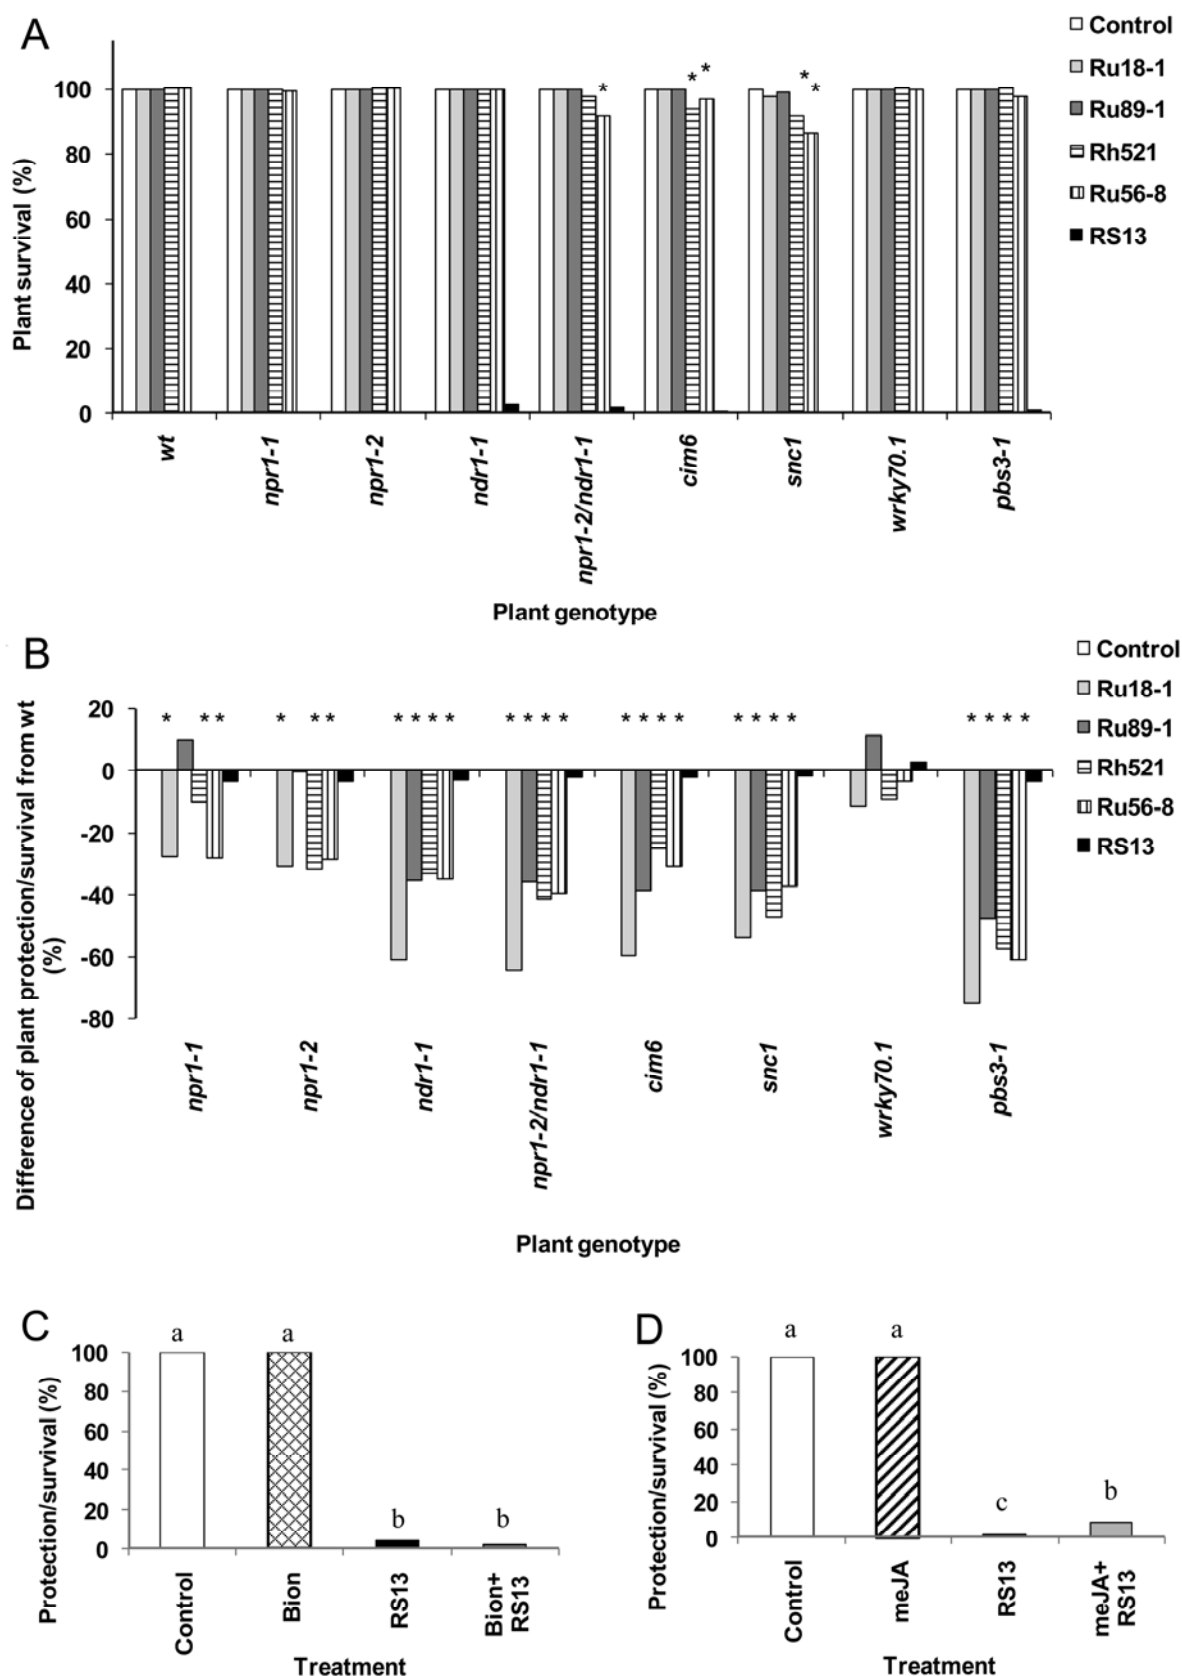 A
Control
Ru18-1
Ru89-1
Rh521
Ru56-8
RS13
Plant survival (%)
100
80
60
40
20
0
* * * * *
wt
npr1-1
npr1-2
ndr1-1
npr1-2/ndr1-1
cim6
snc1
wrky70.1
pbs3-1
Plant genotype
B
Control
Ru18-1
Ru89-1
Rh521
Ru56-8
RS13
Difference of plant protection/survival from wt
(%)
20
0
-20
-40
-60
-80
* ** * ** **** **** **** **** ****
npr1-1
npr1-2
ndr1-1
npr1-2/ndr1-1
cim6
snc1
wrky70.1
pbs3-1
Plant genotype
C
Protection/survival (%)
100
80
60
40
20
0
a a b b
Control
Bion
RS13
Bion+
RS13
Treatment
D
Protection/survival (%)
100
80
60
40
20
0
a a c b
Control
meJA
RS13
meJA+
RS13
Treatment